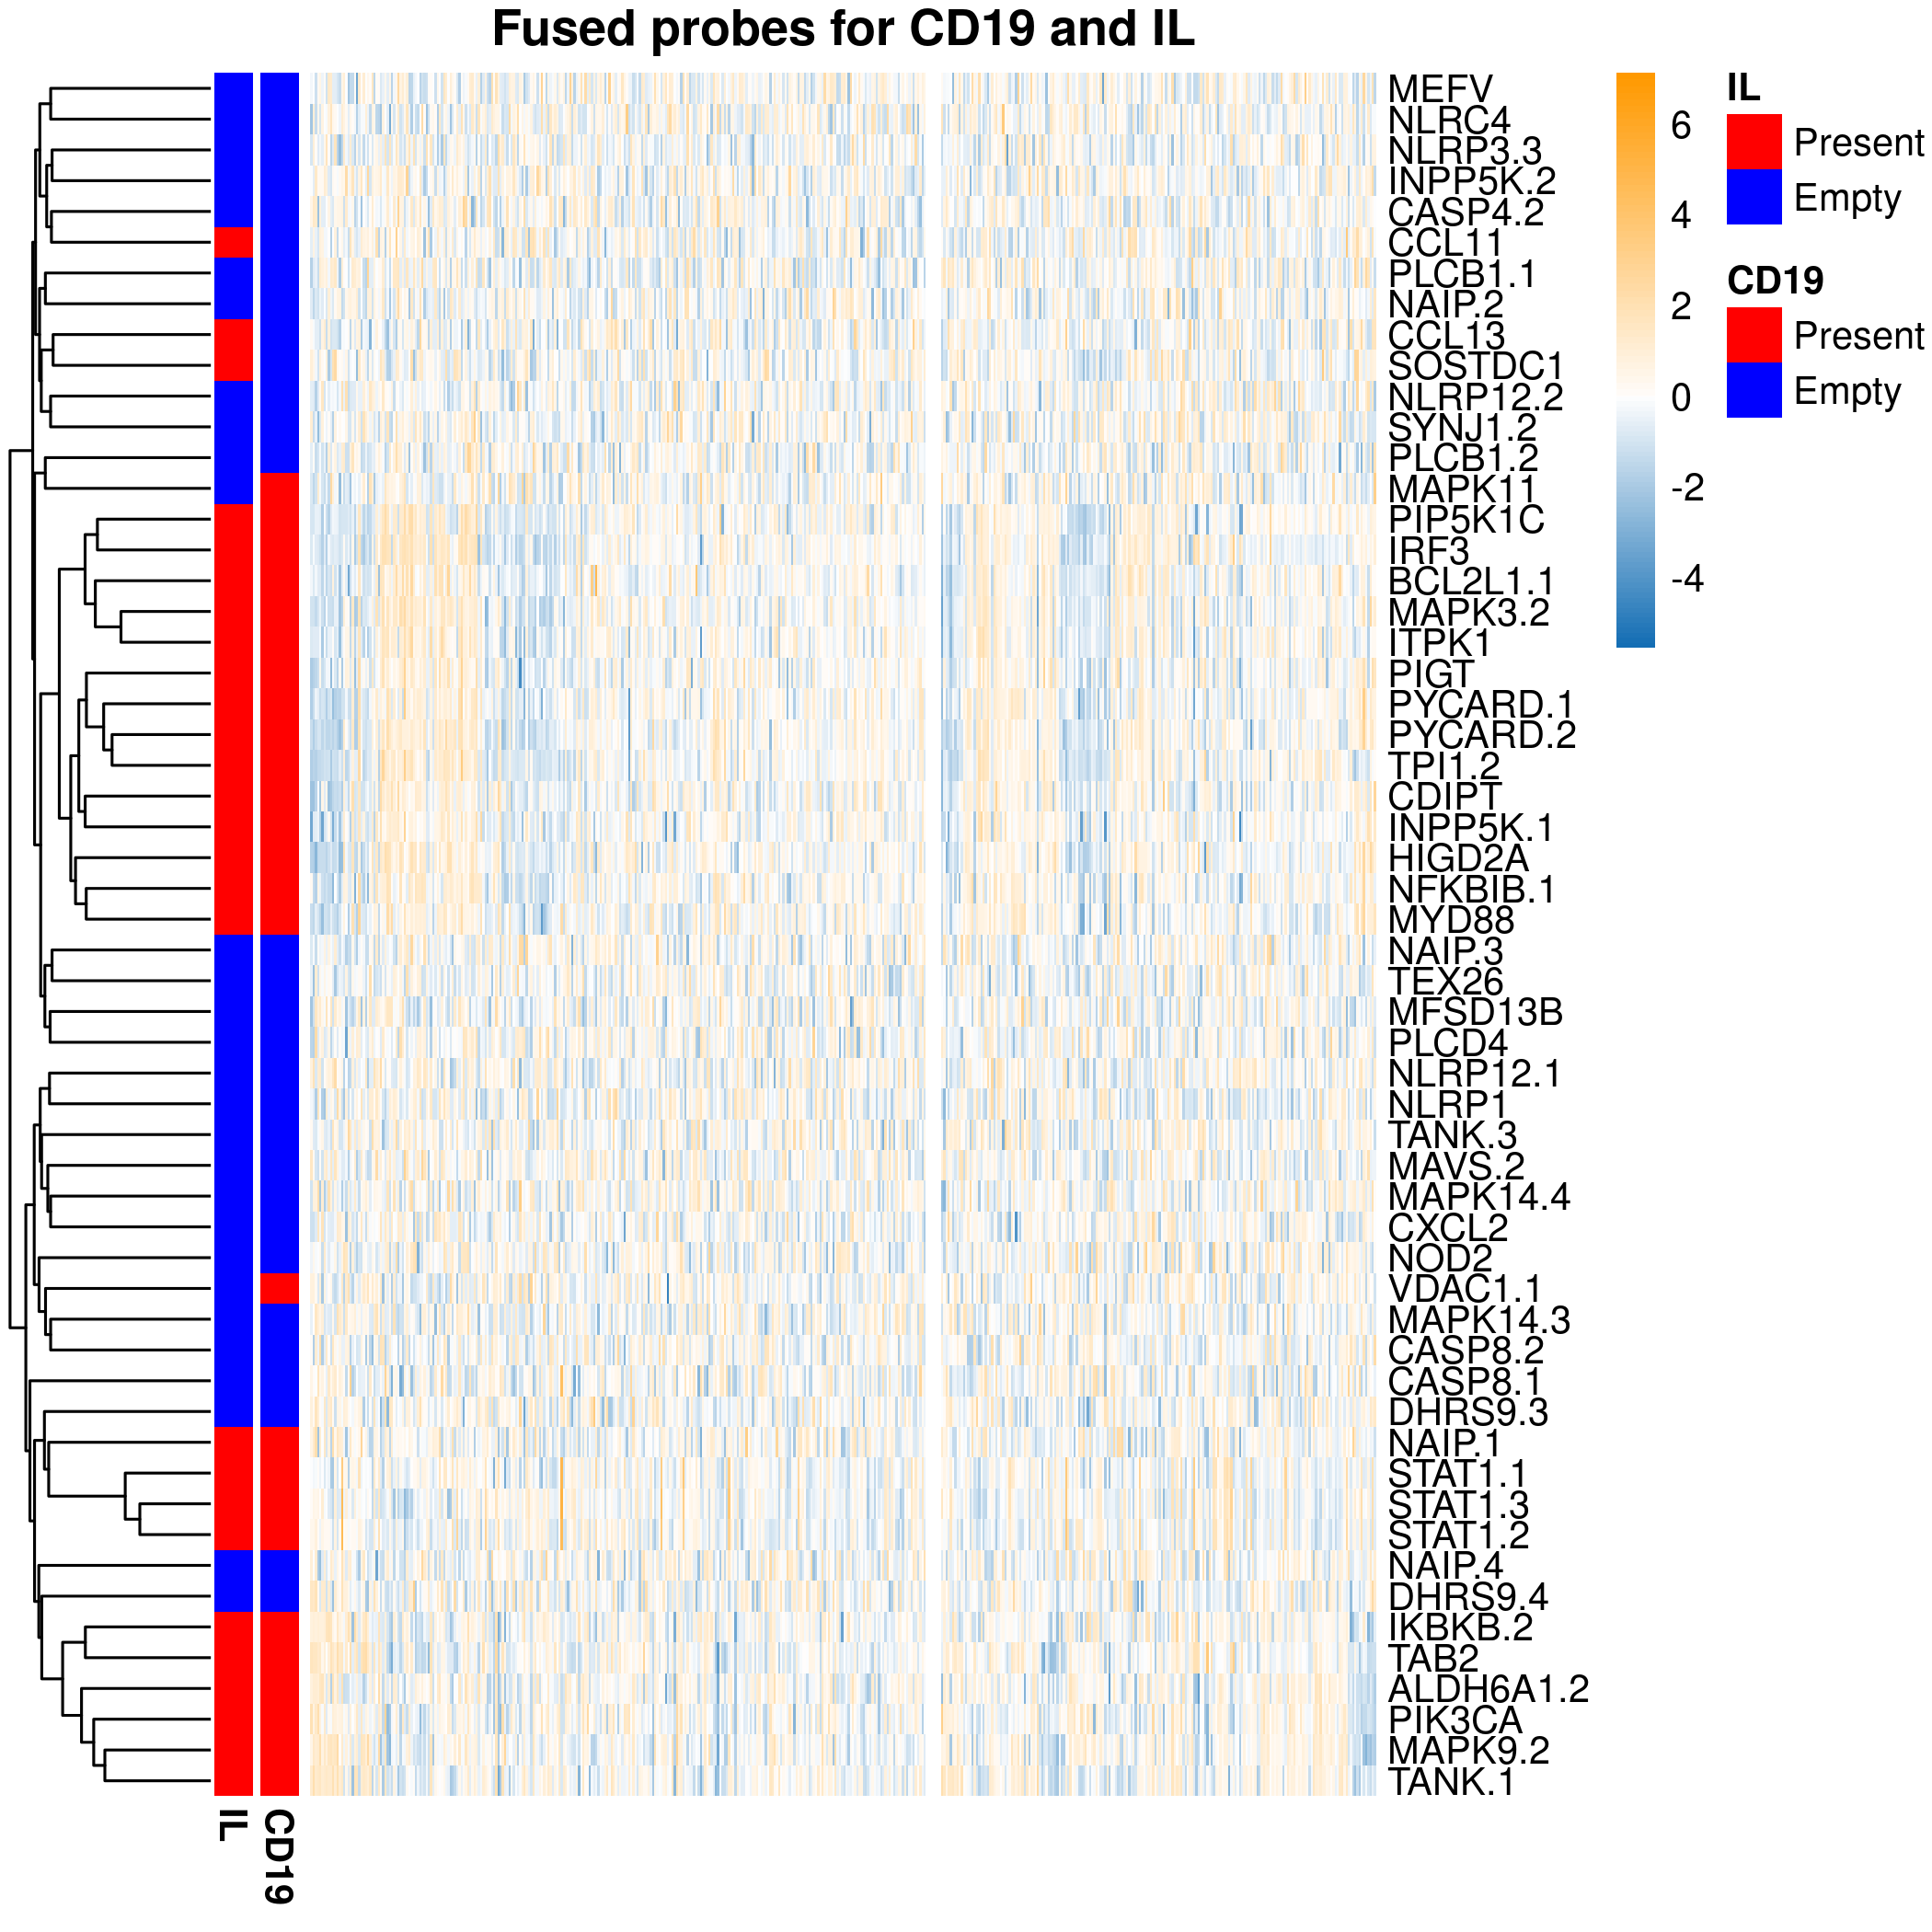 Fused probes for CD19 and IL
MEFV
NLRC4
NLRP3.3
INPP5K.2
CASP4.2
CCL11
PLCB1.1
NAIP.2
CCL13
SOSTDC1
NLRP12.2
SYNJ1.2
PLCB1.2
MAPK11
PIP5K1C
IRF3
BCL2L1.1
MAPK3.2
ITPK1
PIGT
PYCARD.1
PYCARD.2
TPI1.2
CDIPT
INPP5K.1
HIGD2A
NFKBIB.1
MYD88
NAIP.3
TEX26
MFSD13B
PLCD4
NLRP12.1
NLRP1
TANK.3
MAVS.2
MAPK14.4
CXCL2
NOD2
VDAC1.1
MAPK14.3
CASP8.2
CASP8.1
DHRS9.3
NAIP.1
STAT1.1
STAT1.3
STAT1.2
NAIP.4
DHRS9.4
IKBKB.2
TAB2
ALDH6A1.2
PIK3CA
MAPK9.2
TANK.1
6
4
2
0
-2
-4
IL
Present
Empty
CD19
Present
Empty
IL
CD19